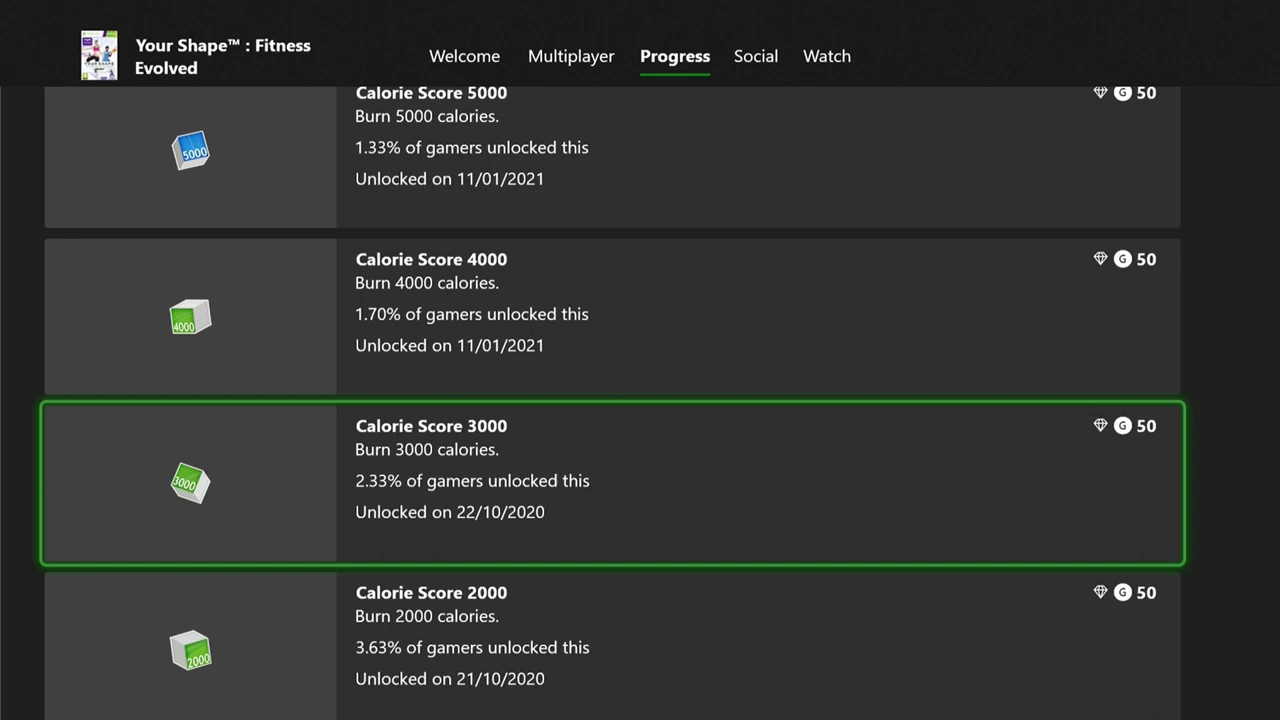 Your Shape™ : Fitness
Evolved
Welcome
Multiplayer
Progress
Social
Watch
Calorie Score 5000
G 50
Burn 5000 calories.
1.33% of gamers unlocked this
Unlocked on 11/01/2021
5000
Calorie Score 4000
G 50
Burn 4000 calories.
1.70% of gamers unlocked this
Unlocked on 11/01/2021
4000
Calorie Score 3000
G 50
Burn 3000 calories.
2.33% of gamers unlocked this
Unlocked on 22/10/2020
3000
Calorie Score 2000
G 50
Burn 2000 calories.
3.63% of gamers unlocked this
Unlocked on 21/10/2020
2000